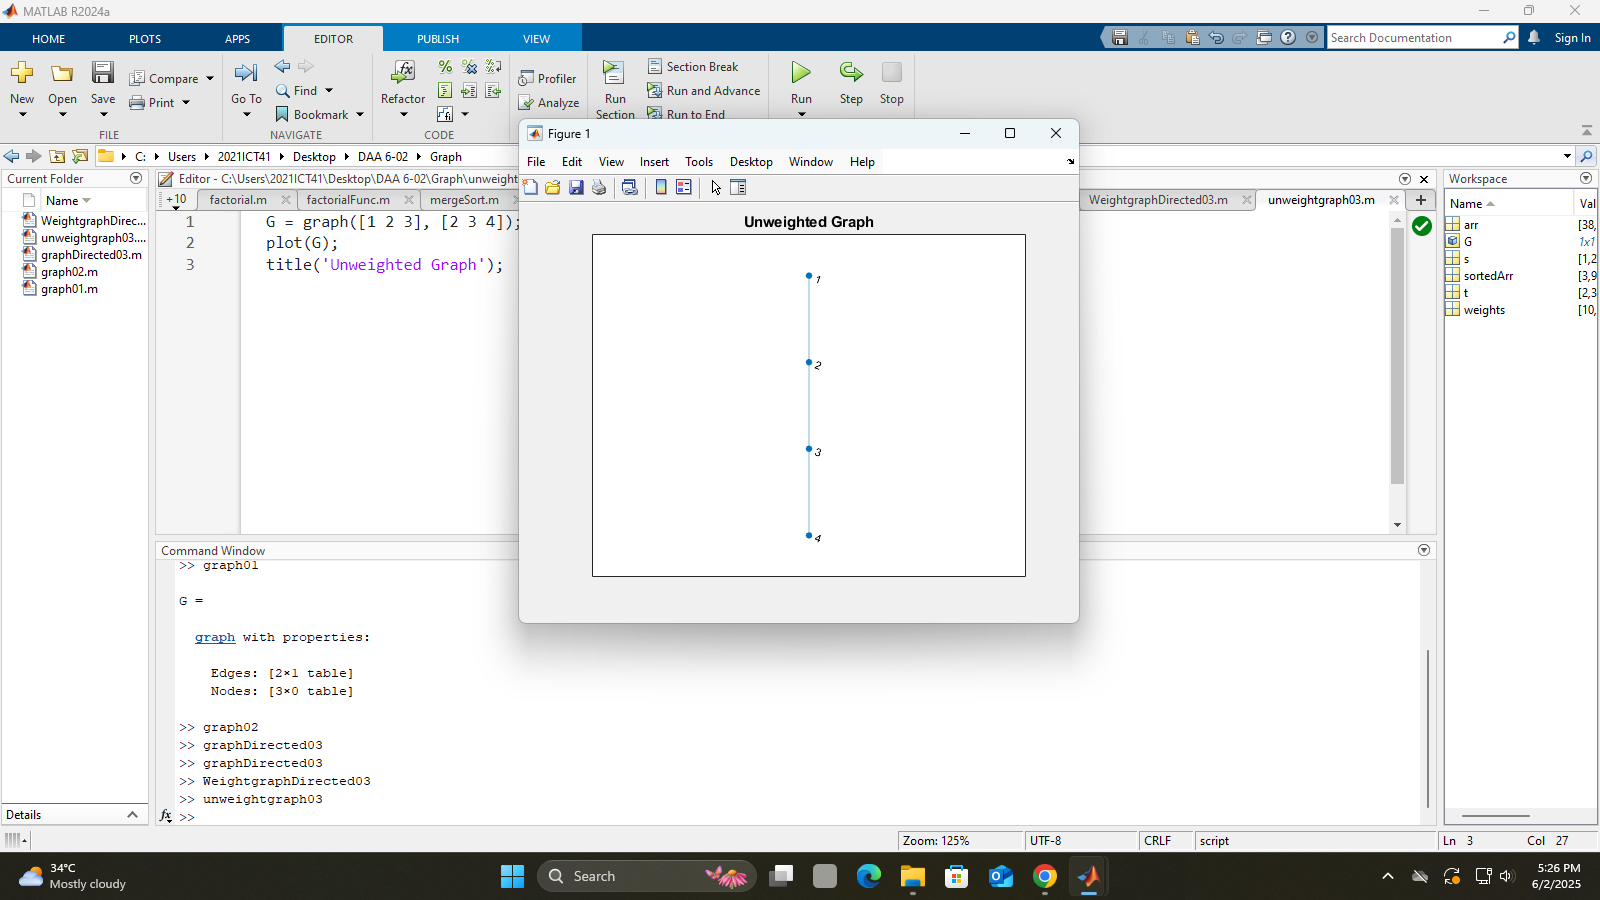 MATLAB R2024a
HOME PLOTS APPS EDITOR PUBLISH VIEW
Search Documentation Sign In
New Open Save Compare Print
Go To Find Bookmark
Refactor
Profiler
Analyze
Run Section
Section Break
Run and Advance
Run to End
Run Step Stop
FILE NAVIGATE CODE
C: Users 2021ICT41 Desktop DAA 6-02 Graph
Current Folder
Name
WeightgraphDirec...
unweightgraph03....
graphDirected03.m
graph02.m
graph01.m
Details
Editor - C:\Users\2021ICT41\Desktop\DAA 6-02\Graph\unweight
+10 factorial.m factorialFunc.m mergeSort.m WeightgraphDirected03.m unweightgraph03.m
1 G = graph([1 2 3], [2 3 4]);
2 plot(G);
3 title('Unweighted Graph');
Figure 1
File Edit View Insert Tools Desktop Window Help
Unweighted Graph
1
2
3
4
Workspace
Name Val
arr [38,
G 1x1
s [1,2
sortedArr [3,9
t [2,3
weights [10,
Command Window
>> graph01
G =
graph with properties:
Edges: [2×1 table]
Nodes: [3×0 table]
>> graph02
>> graphDirected03
>> graphDirected03
>> WeightgraphDirected03
>> unweightgraph03
fx >>
Zoom: 125% UTF-8 CRLF script Ln 3 Col 27
34°C
Mostly cloudy
Search
5:26 PM
6/2/2025